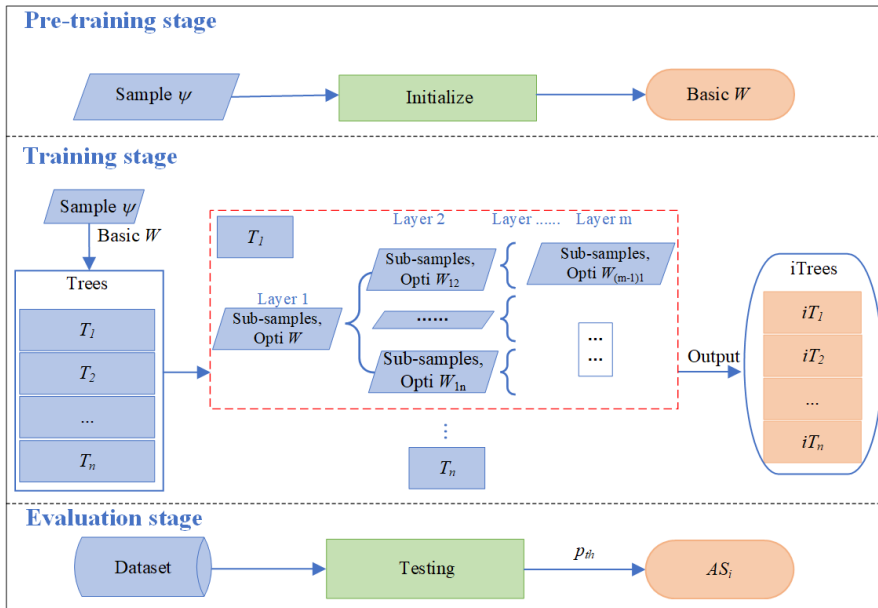 Pre-training stage
Sample ψ
Initialize
Basic W
Training stage
Sample ψ
Basic W
Trees
T1
T2
...
Tn
T1
Layer 1
Sub-samples,
Opti W
Layer 2
Sub-samples,
Opti W12
......
Sub-samples,
Opti W1n
Layer ...... Layer m
Sub-samples,
Opti W(m-1)1
...
...
⋮
Tn
Output
iTrees
iT1
iT2
...
iTn
Evaluation stage
Dataset
Testing
pth
ASi